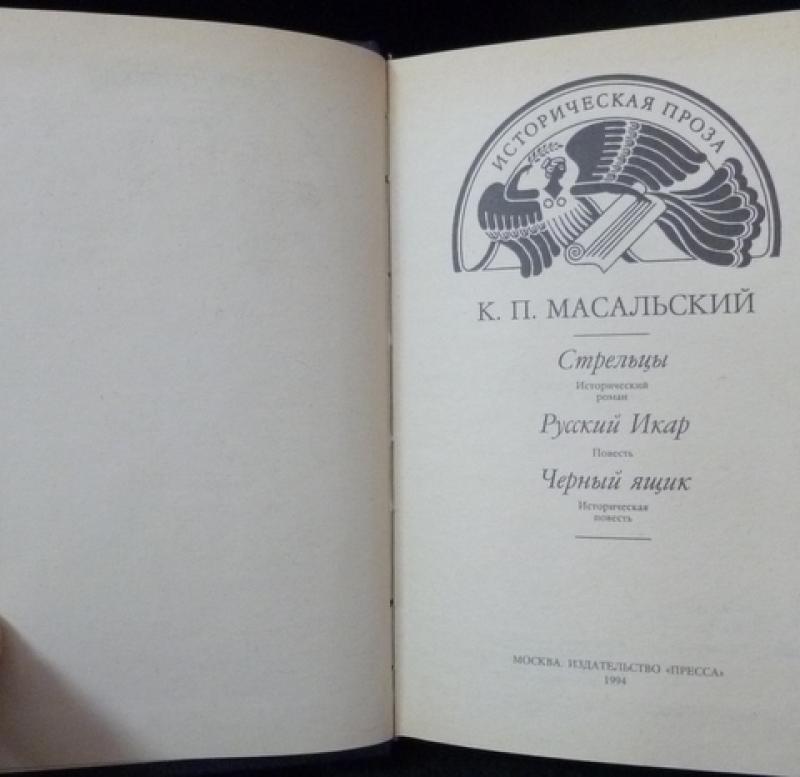 ИСТОРИЧЕСКАЯ ПРОЗА
К. П. МАСАЛЬСКИЙ
Стрельцы
Исторический
роман
Русский Икар
Повесть
Черный ящик
Историческая
повесть
МОСКВА. ИЗДАТЕЛЬСТВО «ПРЕССА»
1994